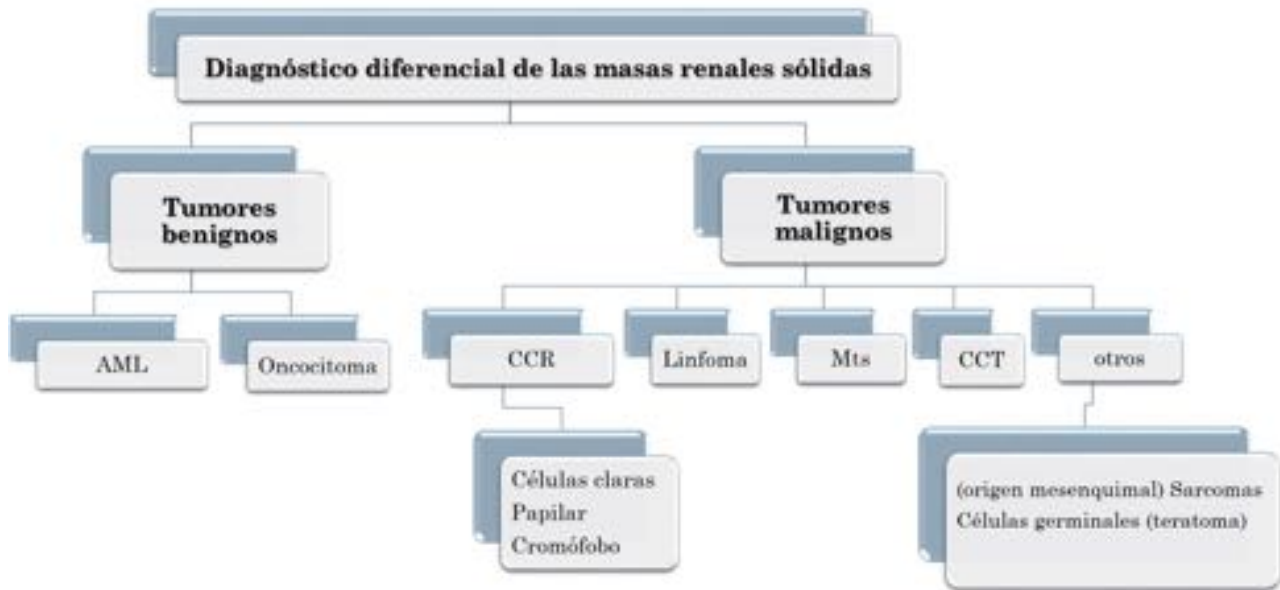 Diagnóstico diferencial de las masas renales sólidas
Tumores
benignos
Tumores
malignos
AML
Oncocitoma
CCR
Linfoma
Mts
CCT
otros
Células claras
Papilar
Cromófobo
(origen mesenquimal) Sarcomas
Células germinales (teratoma)